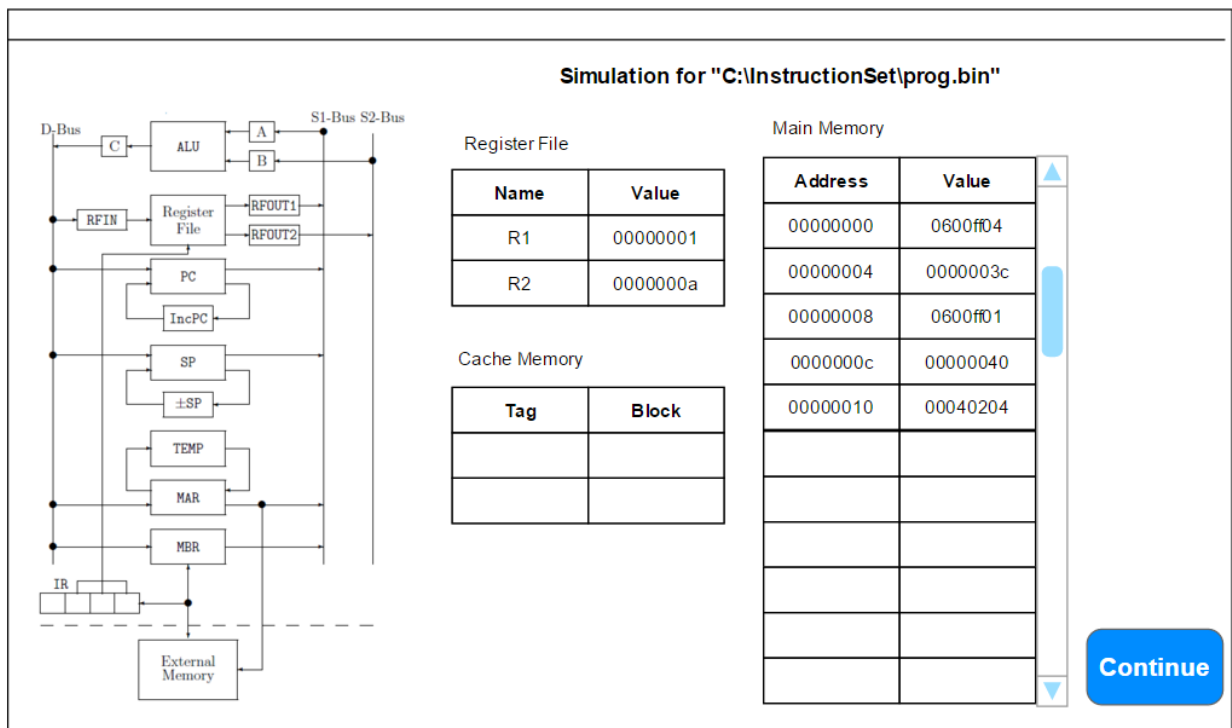 Simulation for "C:\InstructionSet\prog.bin"
D-Bus
S1-Bus S2-Bus
C
ALU
A
B
RFIN
Register
File
RFOUT1
RFOUT2
PC
IncPC
SP
±SP
TEMP
MAR
MBR
IR
External
Memory
Register File
Name Value
R1 00000001
R2 0000000a
Cache Memory
Tag Block
Main Memory
Address Value
00000000 0600ff04
00000004 0000003c
00000008 0600ff01
0000000c 00000040
00000010 00040204
Continue